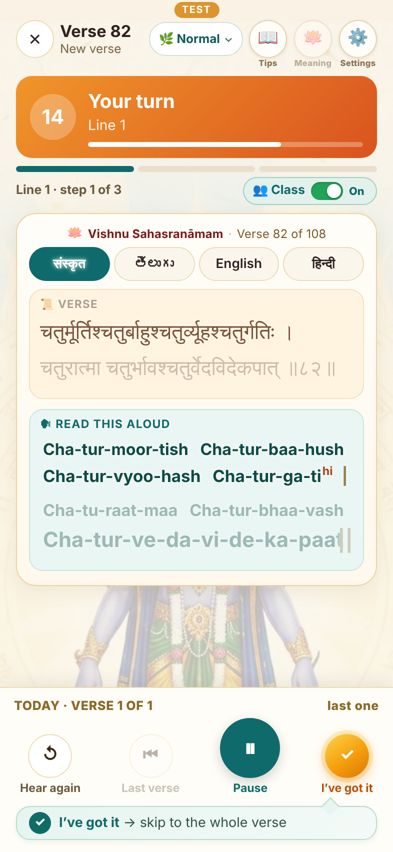 TEST
Verse 82
New verse
🌿 Normal
Tips
Meaning
Settings
14
Your turn
Line 1
Line 1 · step 1 of 3
👥 Class On
🪷 Vishnu Sahasranāmam · Verse 82 of 108
संस्कृत
తెలుగు
English
हिन्दी
📜 VERSE
चतुर्मूर्तिश्चतुर्बाहुश्चतुर्व्यूहश्चतुर्गतिः ।
चतुरात्मा चतुर्भावश्चतुर्वेदविदेकपात् ॥८२॥
🗣 READ THIS ALOUD
Cha-tur-moor-tish Cha-tur-baa-hush
Cha-tur-vyoo-hash Cha-tur-ga-ti hi |
Cha-tu-raat-maa Cha-tur-bhaa-vash
Cha-tur-ve-da-vi-de-ka-paat ||
TODAY · VERSE 1 OF 1
last one
Hear again
Last verse
Pause
I've got it
I've got it → skip to the whole verse